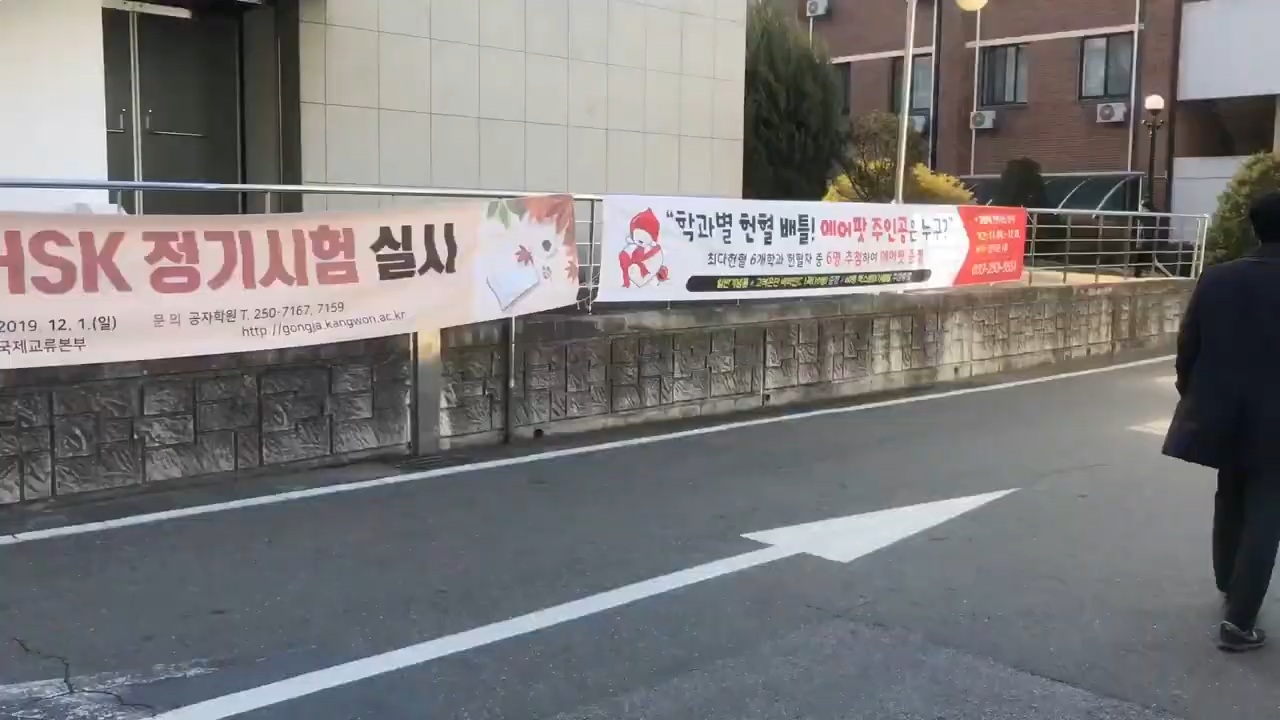 HSK 정기시험 실시
2019. 12. 1.(일)
문의 공자학원 T. 250-7167, 7159
http://gongja.kangwon.ac.kr
국제교류본부
"학과별 헌혈 배틀! 에어팟 주인공은 누구?"
최다헌혈 6개학과 헌혈자 중 6명 추첨하여 에어팟 증정